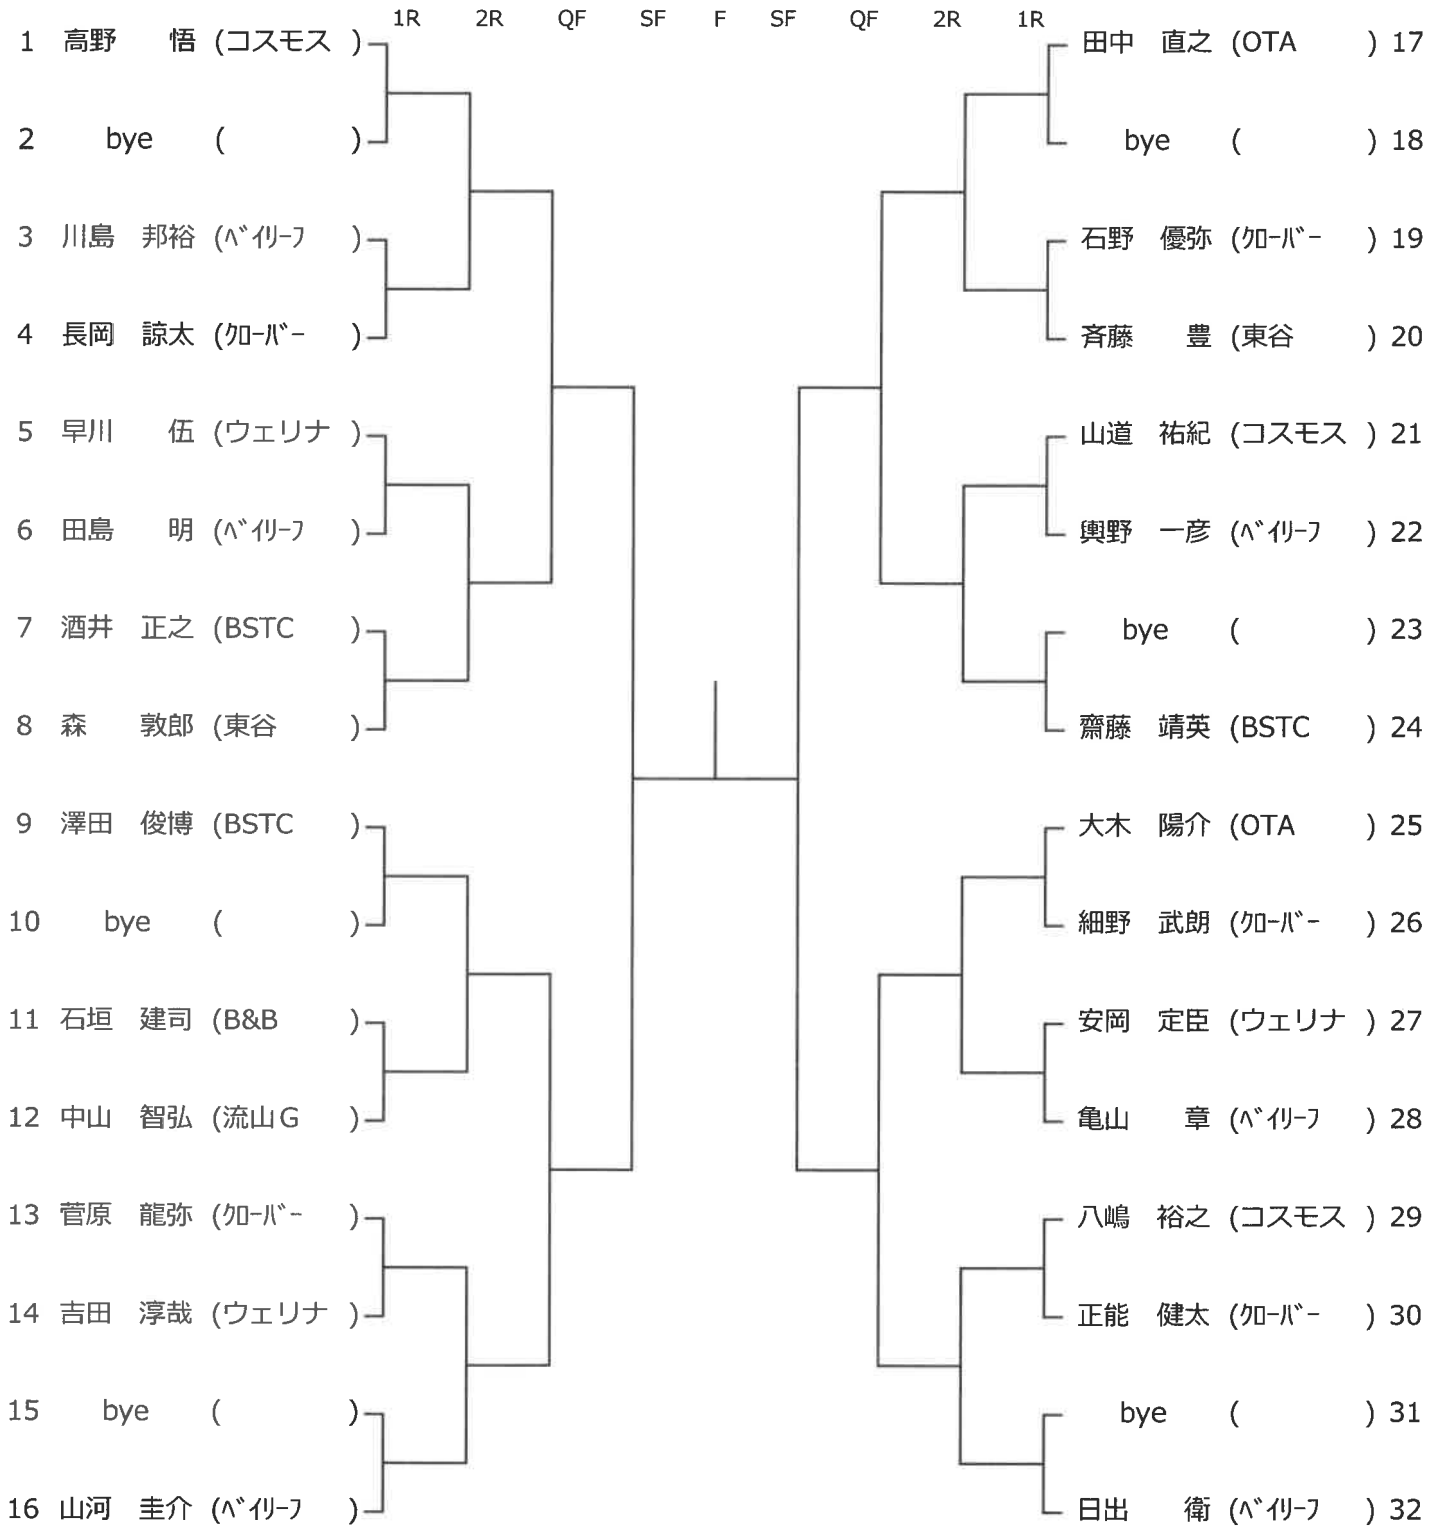 1R 2R QF SF F SF QF 2R 1R
1 高野 悟 (コスモス )
2 bye ( )
3 川島 邦裕 (ﾍﾞｲﾘｰﾌ )
4 長岡 諒太 (ｸﾛｰﾊﾞｰ )
5 早川 伍 (ウェリナ )
6 田島 明 (ﾍﾞｲﾘｰﾌ )
7 酒井 正之 (BSTC )
8 森 敦郎 (東谷 )
9 澤田 俊博 (BSTC )
10 bye ( )
11 石垣 建司 (B&B )
12 中山 智弘 (流山Ｇ )
13 菅原 龍弥 (ｸﾛｰﾊﾞｰ )
14 吉田 淳哉 (ウェリナ )
15 bye ( )
16 山河 圭介 (ﾍﾞｲﾘｰﾌ )
田中 直之 (OTA ) 17
bye ( ) 18
石野 優弥 (ｸﾛｰﾊﾞｰ ) 19
斉藤 豊 (東谷 ) 20
山道 祐紀 (コスモス ) 21
輿野 一彦 (ﾍﾞｲﾘｰﾌ ) 22
bye ( ) 23
齋藤 靖英 (BSTC ) 24
大木 陽介 (OTA ) 25
細野 武朗 (ｸﾛｰﾊﾞｰ ) 26
安岡 定臣 (ウェリナ ) 27
亀山 章 (ﾍﾞｲﾘｰﾌ ) 28
八嶋 裕之 (コスモス ) 29
正能 健太 (ｸﾛｰﾊﾞｰ ) 30
bye ( ) 31
日出 衛 (ﾍﾞｲﾘｰﾌ ) 32